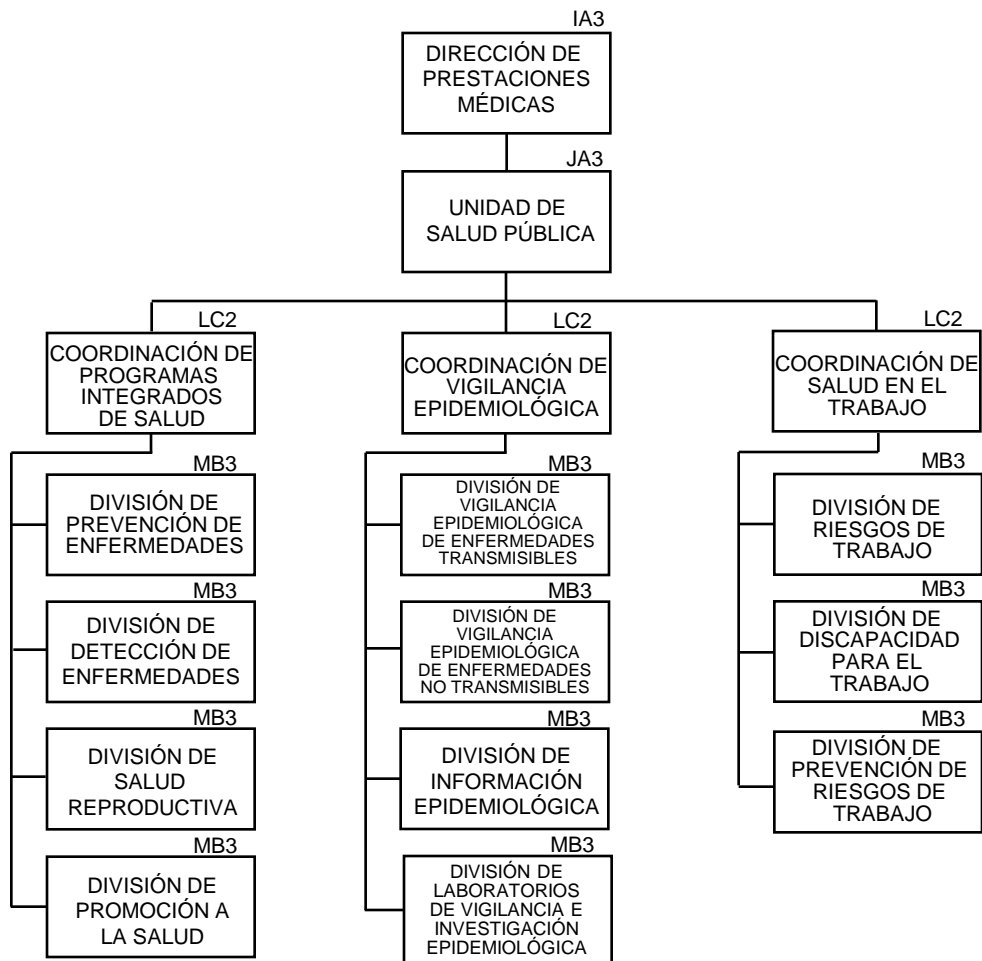 IA3
DIRECCIÓN DE
PRESTACIONES
MÉDICAS
JA3
UNIDAD DE
SALUD PÚBLICA
LC2
COORDINACIÓN DE
PROGRAMAS
INTEGRADOS
DE SALUD
MB3
DIVISIÓN DE
PREVENCIÓN DE
ENFERMEDADES
MB3
DIVISIÓN DE
DETECCIÓN DE
ENFERMEDADES
MB3
DIVISIÓN DE
SALUD
REPRODUCTIVA
MB3
DIVISIÓN DE
PROMOCIÓN A
LA SALUD
LC2
COORDINACIÓN DE
VIGILANCIA
EPIDEMIOLÓGICA
MB3
DIVISIÓN DE
VIGILANCIA
EPIDEMIOLÓGICA
DE ENFERMEDADES
TRANSMISIBLES
MB3
DIVISIÓN DE
VIGILANCIA
EPIDEMIOLÓGICA
DE ENFERMEDADES
NO TRANSMISIBLES
MB3
DIVISIÓN DE
INFORMACIÓN
EPIDEMIOLÓGICA
MB3
DIVISIÓN DE
LABORATORIOS
DE VIGILANCIA E
INVESTIGACIÓN
EPIDEMIOLÓGICA
LC2
COORDINACIÓN DE
SALUD EN EL
TRABAJO
MB3
DIVISIÓN DE
RIESGOS DE
TRABAJO
MB3
DIVISIÓN DE
DISCAPACIDAD
PARA EL
TRABAJO
MB3
DIVISIÓN DE
PREVENCIÓN DE
RIESGOS DE
TRABAJO